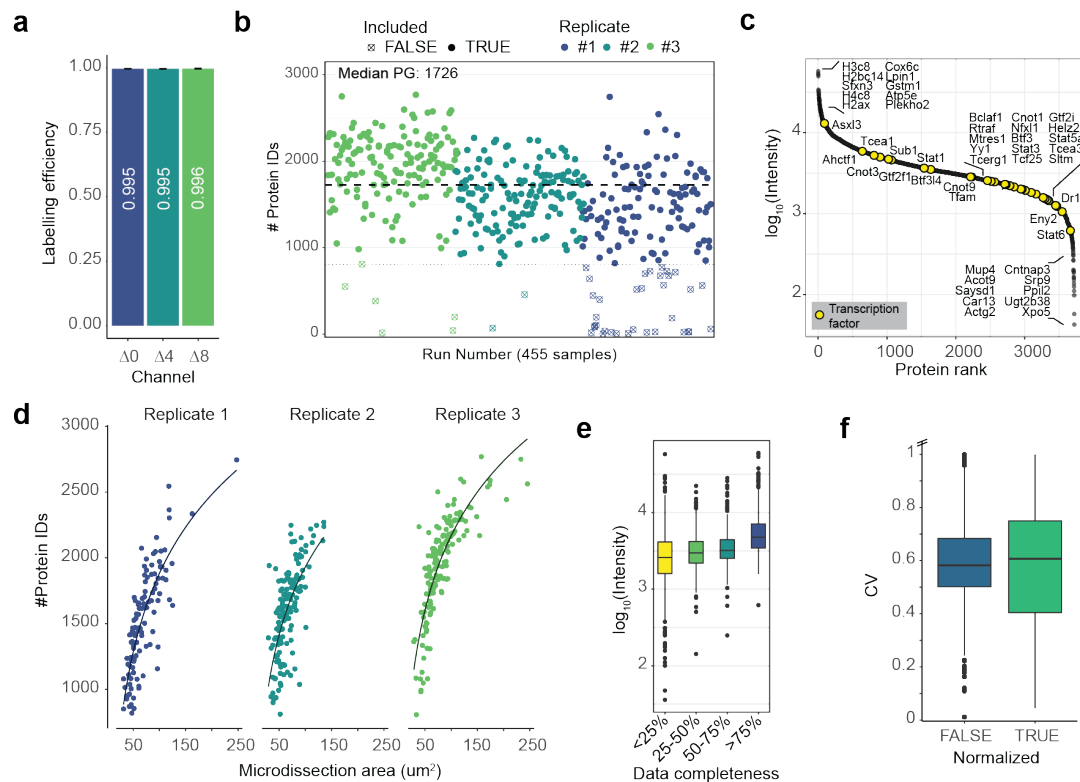 a
1.00
0.75
0.50
0.25
0.00
Labelling efficiency
0.995
0.995
0.996
Δ0 Δ4 Δ8
Channel
b
Included
FALSE TRUE
Replicate
#1 #2 #3
Median PG: 1726
3000
2000
1000
0
# Protein IDs
Run Number (455 samples)
c
H3c8 Cox6c
H2bc14 Lpin1
Sfxn3 Gstm1
H4c8 Atp5e
H2ax Plekho2
Asxl3
Tcea1
Ahctf1
Sub1
Cnot3
Gtf2f1
Stat1
Btf3l4
Bclaf1 Cnot1 Gtf2i
Rtraf Nfxl1 Helz2
Mtres1 Btf3 Stat5a
Yy1 Stat3 Tcea3
Tcerg1 Tcf25 Sltm
Cnot9
Tfam
Dr1
Eny2
Stat6
Mup4 Cntnap3
Acot9 Srp9
Saysd1 Ppil2
Car13 Ugt2b38
Actg2 Xpo5
Transcription
factor
4
3
2
log10(Intensity)
0 1000 2000 3000
Protein rank
d
Replicate 1 Replicate 2 Replicate 3
3000
2500
2000
1500
1000
#Protein IDs
50 150 250 50 150 250 50 150 250
Microdissection area (um²)
e
4
3
2
log10(Intensity)
<25% 25-50% 50-75% >75%
Data completeness
f
1
0.8
0.6
0.4
0.2
0
CV
FALSE TRUE
Normalized